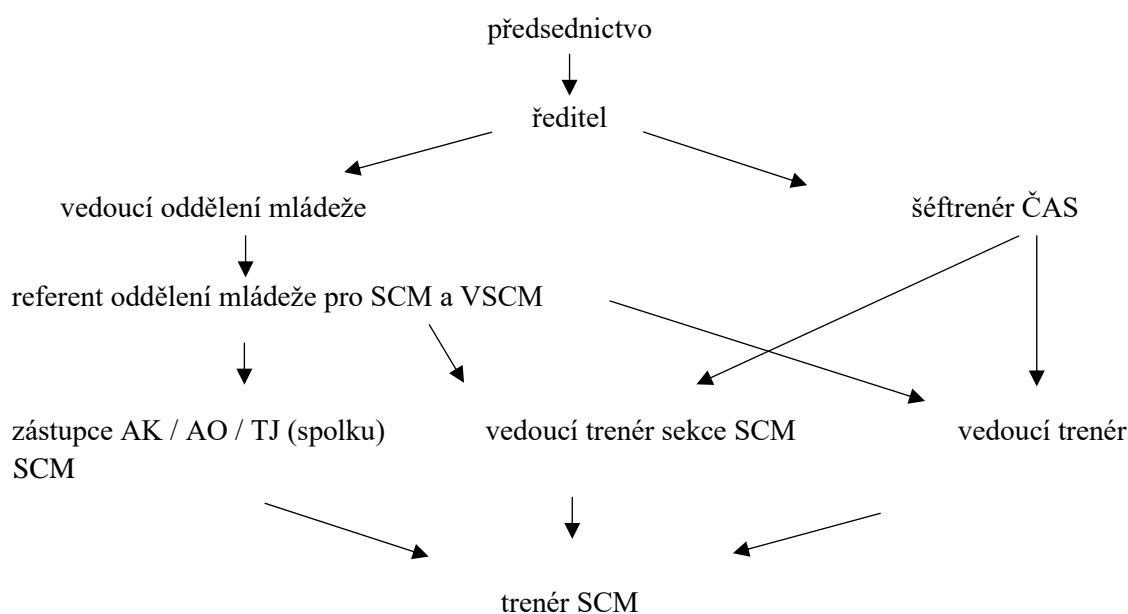 předsednictvo
ředitel
vedoucí oddělení mládeže
šéftrenér ČAS
referent oddělení mládeže pro SCM a VSCM
zástupce AK / AO / TJ (spolku)
SCM
vedoucí trenér sekce SCM
vedoucí trenér
trenér SCM